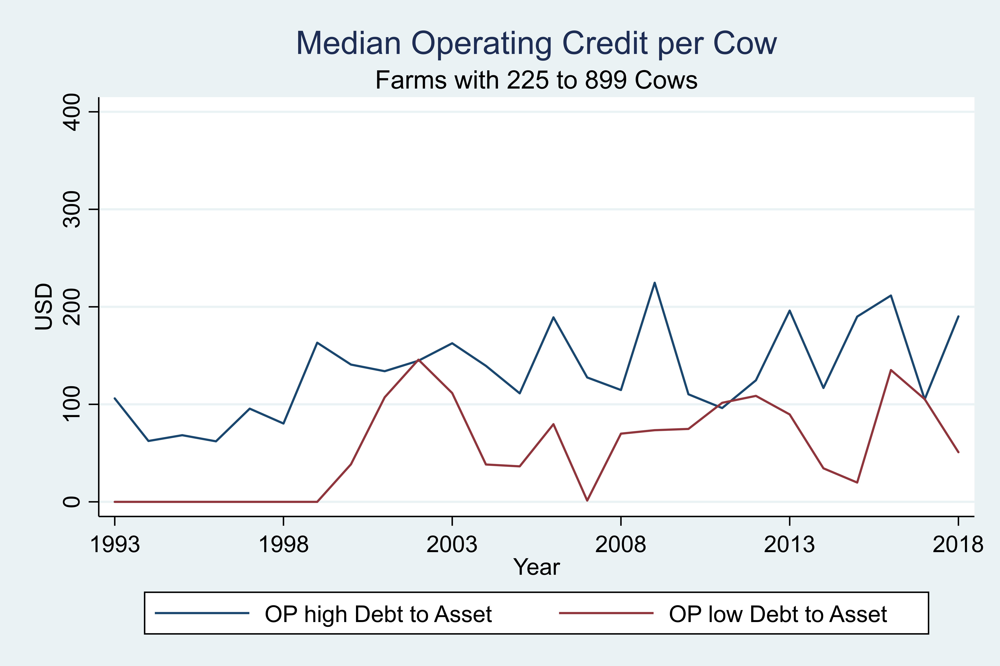 Median Operating Credit per Cow
Farms with 225 to 899 Cows
USD
400
300
200
100
0
1993 1998 2003 2008 2013 2018
Year
OP high Debt to Asset OP low Debt to Asset